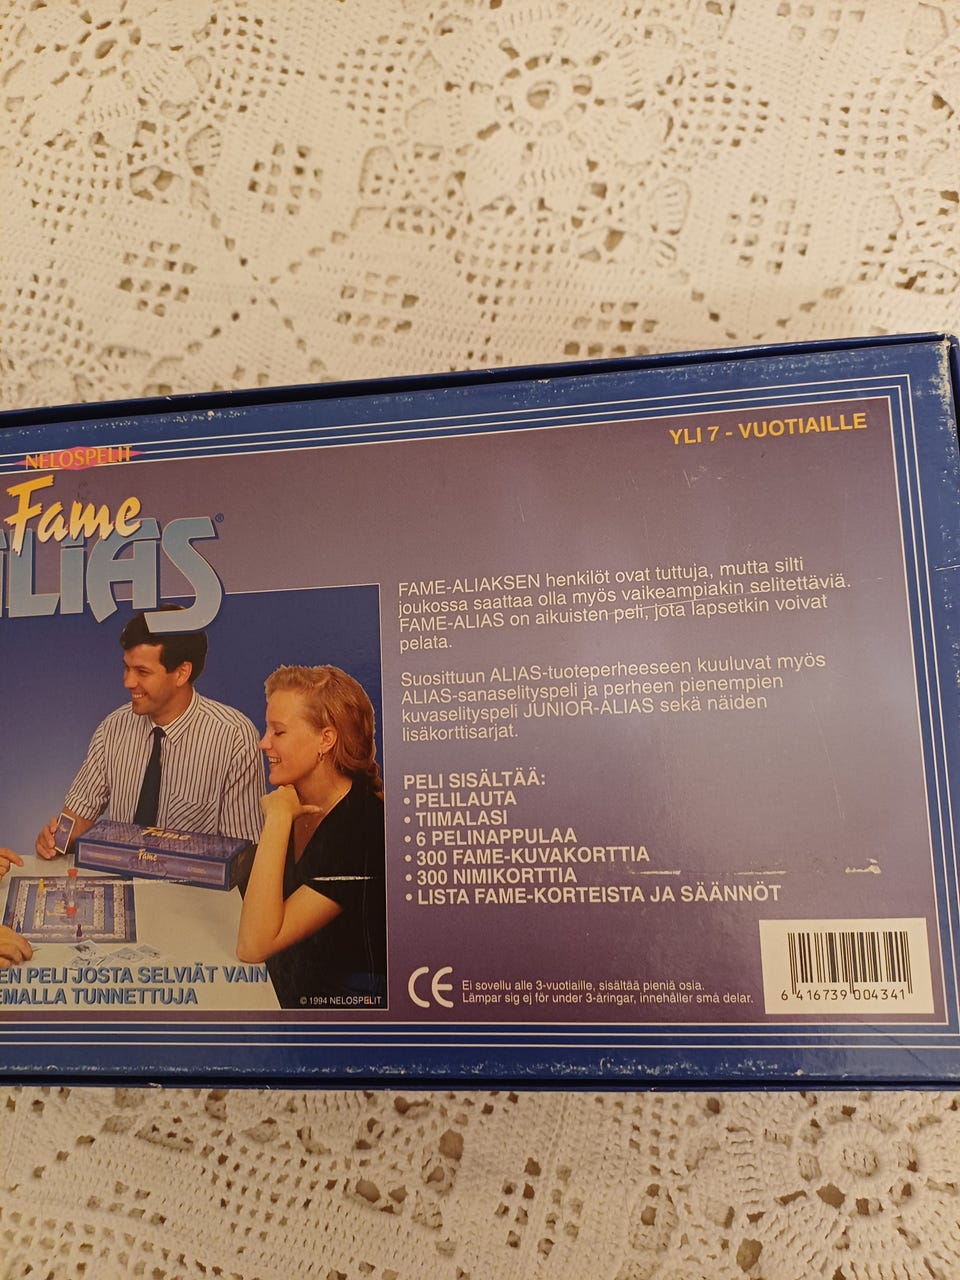 YLI 7 - VUOTIAILLE
NELOSPELIT
Fame
ALIAS®
FAME-ALIAKSEN henkilöt ovat tuttuja, mutta silti
joukossa saattaa olla myös vaikeampiakin selitettäviä.
FAME-ALIAS on aikuisten peli, jota lapsetkin voivat
pelata.
Suosittuun ALIAS-tuoteperheeseen kuuluvat myös
ALIAS-sanaselityspeli ja perheen pienempien
kuvaselityspeli JUNIOR-ALIAS sekä näiden
lisäkorttisarjat.
PELI SISÄLTÄÄ:
• PELILAUTA
• TIIMALASI
• 6 PELINAPPULAA
• 300 FAME-KUVAKORTTIA
• 300 NIMIKORTTIA
• LISTA FAME-KORTEISTA JA SÄÄNNÖT
Fame
Fame
EN PELI JOSTA SELVIÄT VAIN
EMALLA TUNNETTUJA
© 1994 NELOSPELIT
CE
Ei sovellu alle 3-vuotiaille, sisältää pieniä osia.
Lämpar sig ej för under 3-åringar, innehåller små delar.
6 416739 004341